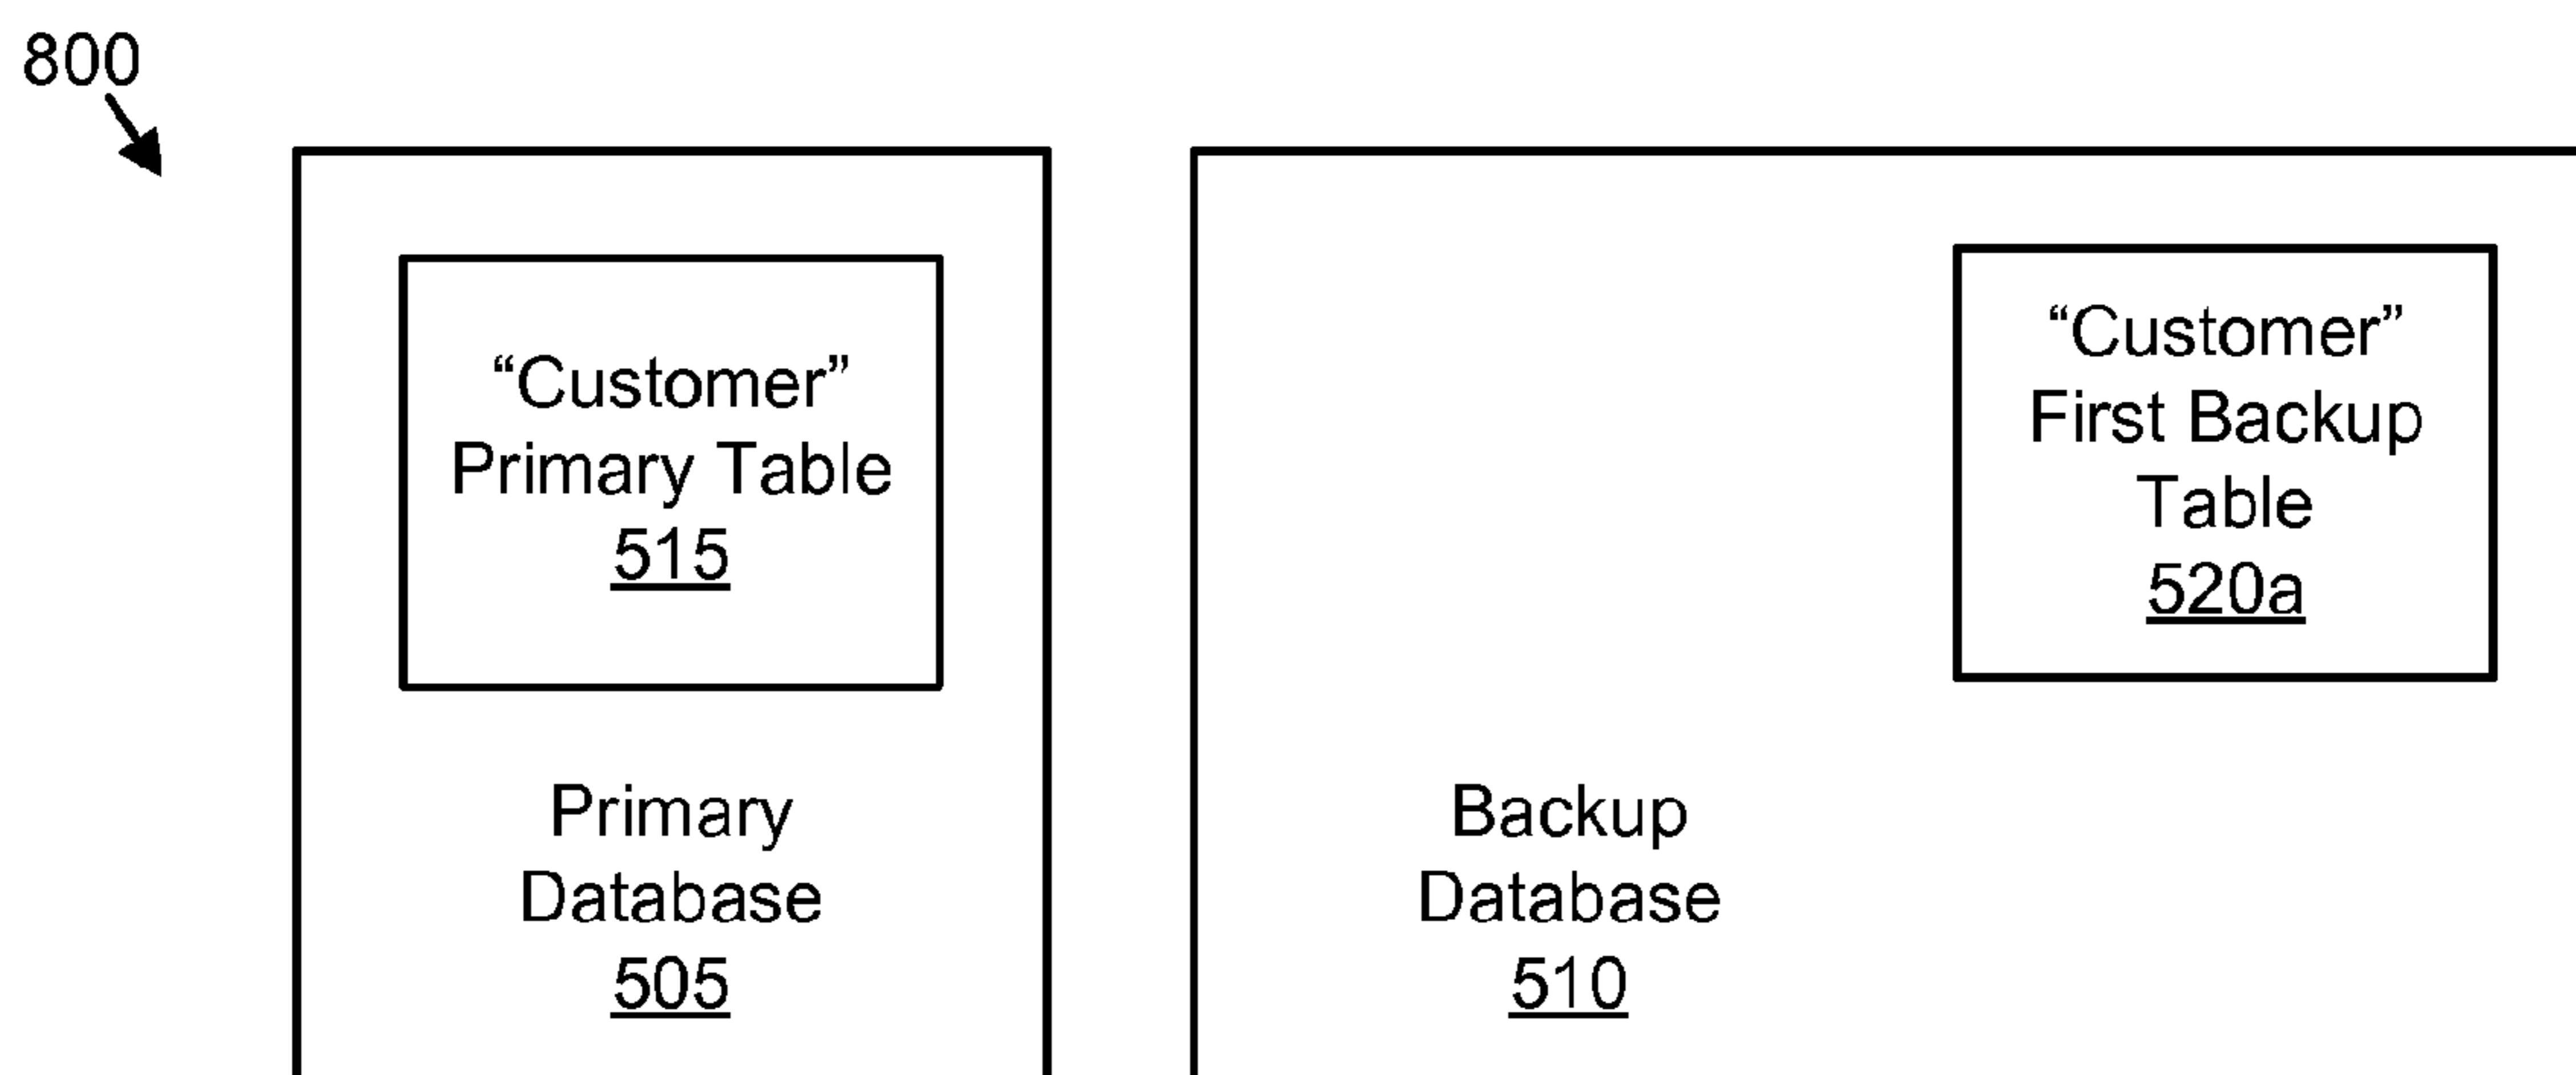 800
“Customer”
Primary Table
515
Primary
Database
505
“Customer”
First Backup
Table
520a
Backup
Database
510